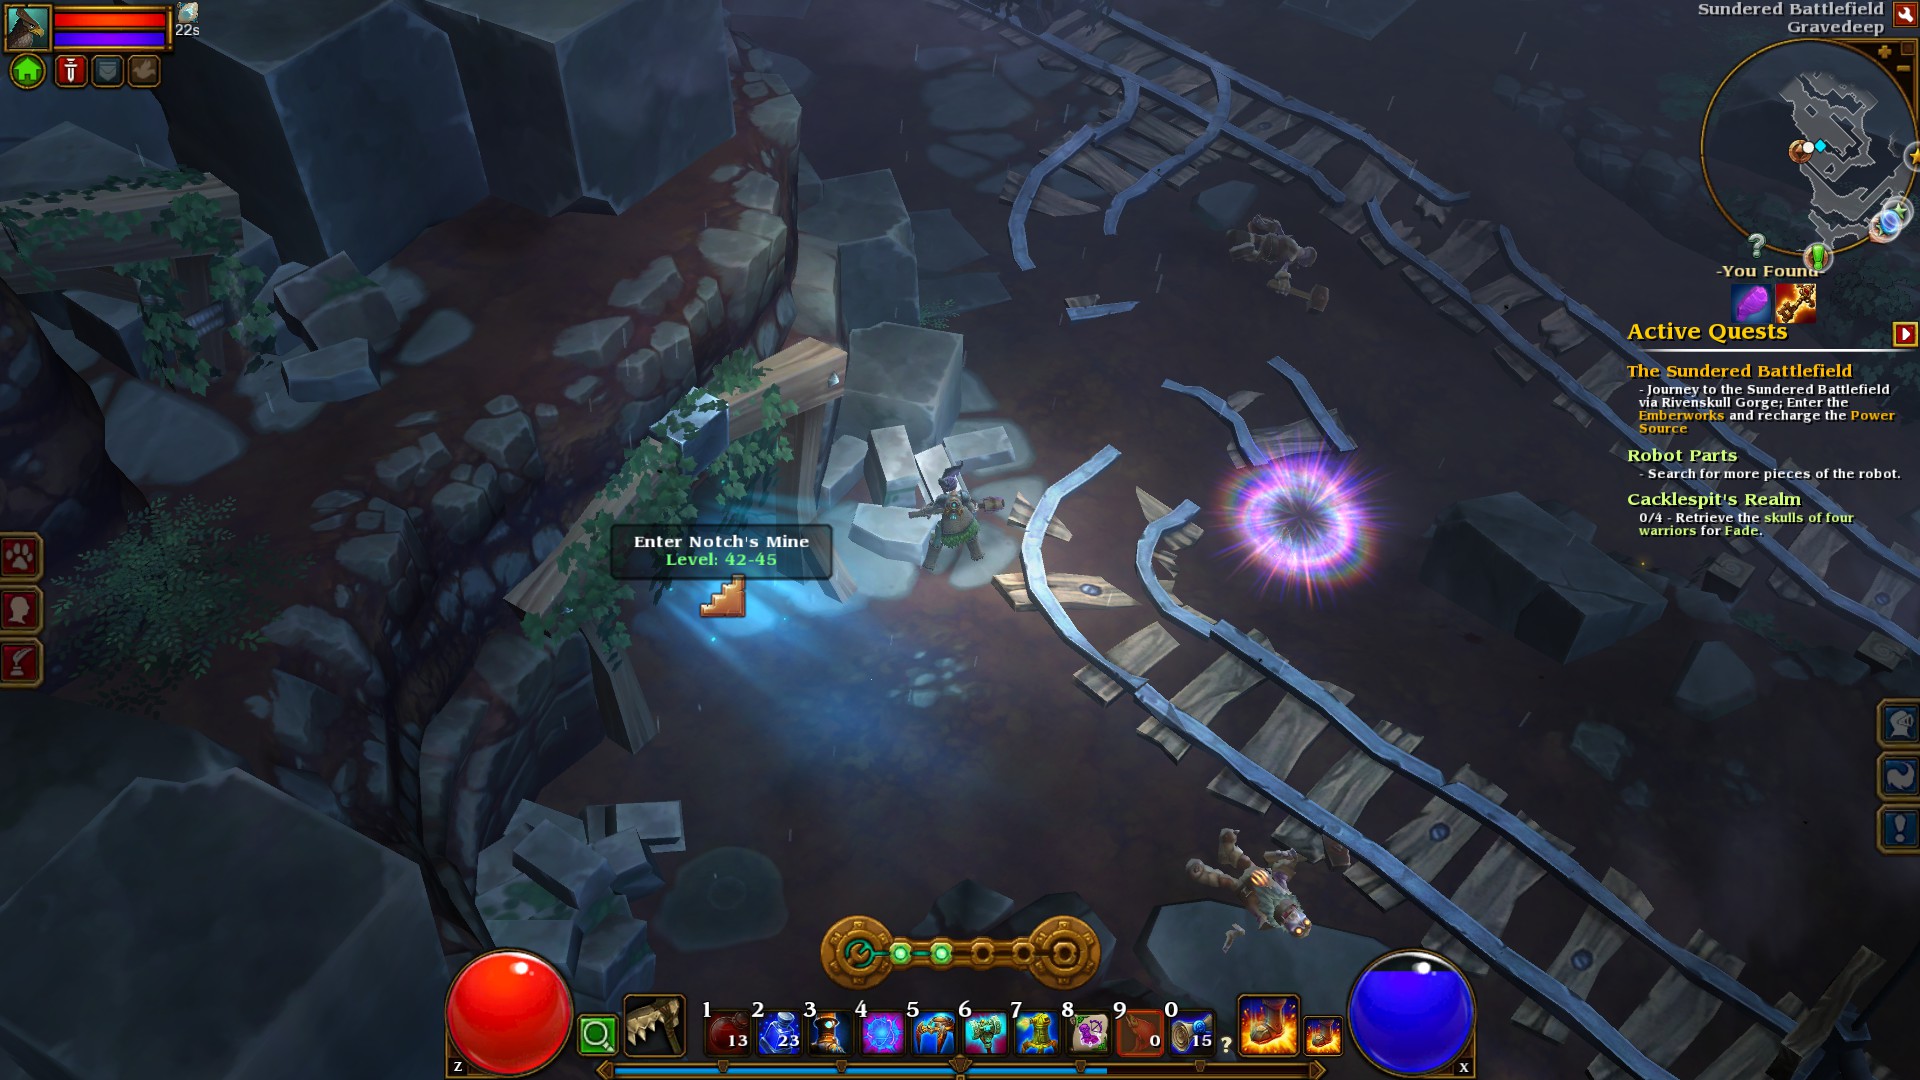 22s
Sundered Battlefield
Gravedeep
-You Found-
Active Quests
The Sundered Battlefield
- Journey to the Sundered Battlefield
via Rivenskull Gorge; Enter the
Emberworks and recharge the Power
Source
Robot Parts
- Search for more pieces of the robot.
Cacklespit's Realm
0/4 - Retrieve the skulls of four
warriors for Fade.
Enter Notch's Mine
Level: 42-45
1 2 3 4 5 6 7 8 9 0
13 23 0 15 ?
Z X